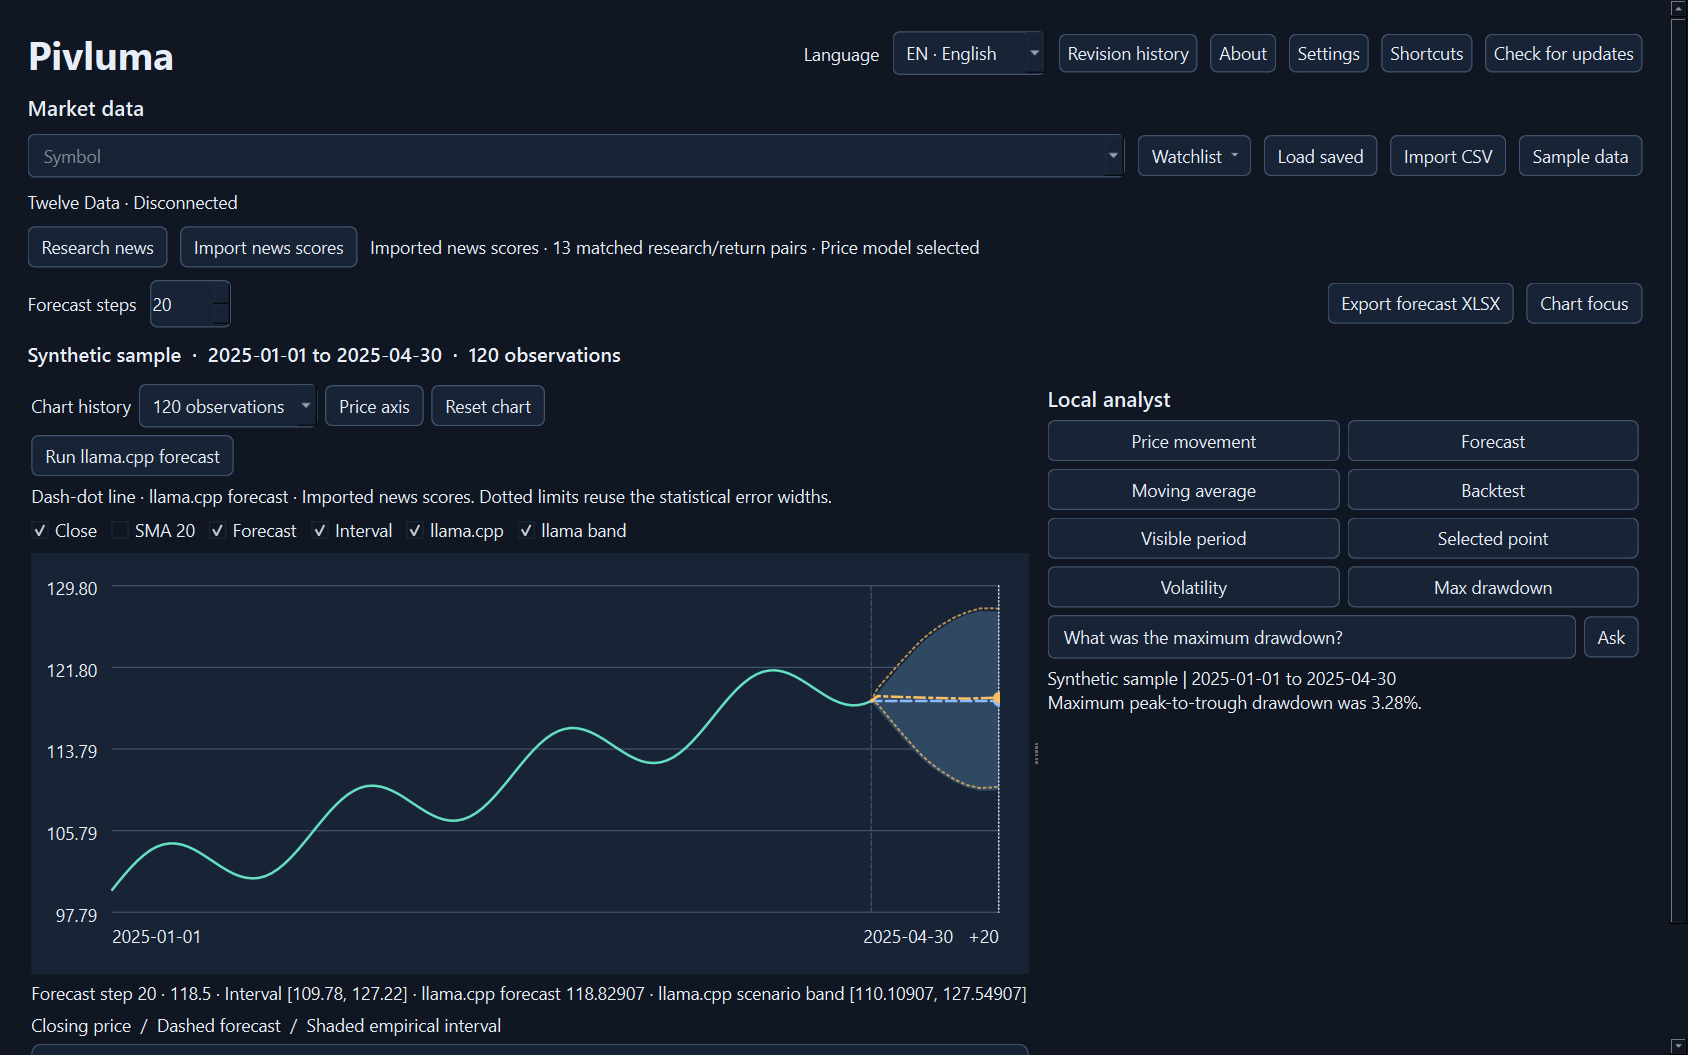 Pivluma
Language EN · English Revision history About Settings Shortcuts Check for updates
Market data
Symbol Watchlist Load saved Import CSV Sample data
Twelve Data · Disconnected
Research news Import news scores Imported news scores · 13 matched research/return pairs · Price model selected
Forecast steps 20 Export forecast XLSX Chart focus
Synthetic sample · 2025-01-01 to 2025-04-30 · 120 observations
Chart history 120 observations Price axis Reset chart
Run llama.cpp forecast
Dash-dot line · llama.cpp forecast · Imported news scores. Dotted limits reuse the statistical error widths.
Close SMA 20 Forecast Interval llama.cpp llama band
129.80
121.80
113.79
105.79
97.79
2025-01-01 2025-04-30 +20
Forecast step 20 · 118.5 · Interval [109.78, 127.22] · llama.cpp forecast 118.82907 · llama.cpp scenario band [110.10907, 127.54907]
Closing price / Dashed forecast / Shaded empirical interval
Local analyst
Price movement Forecast
Moving average Backtest
Visible period Selected point
Volatility Max drawdown
What was the maximum drawdown? Ask
Synthetic sample | 2025-01-01 to 2025-04-30
Maximum peak-to-trough drawdown was 3.28%.